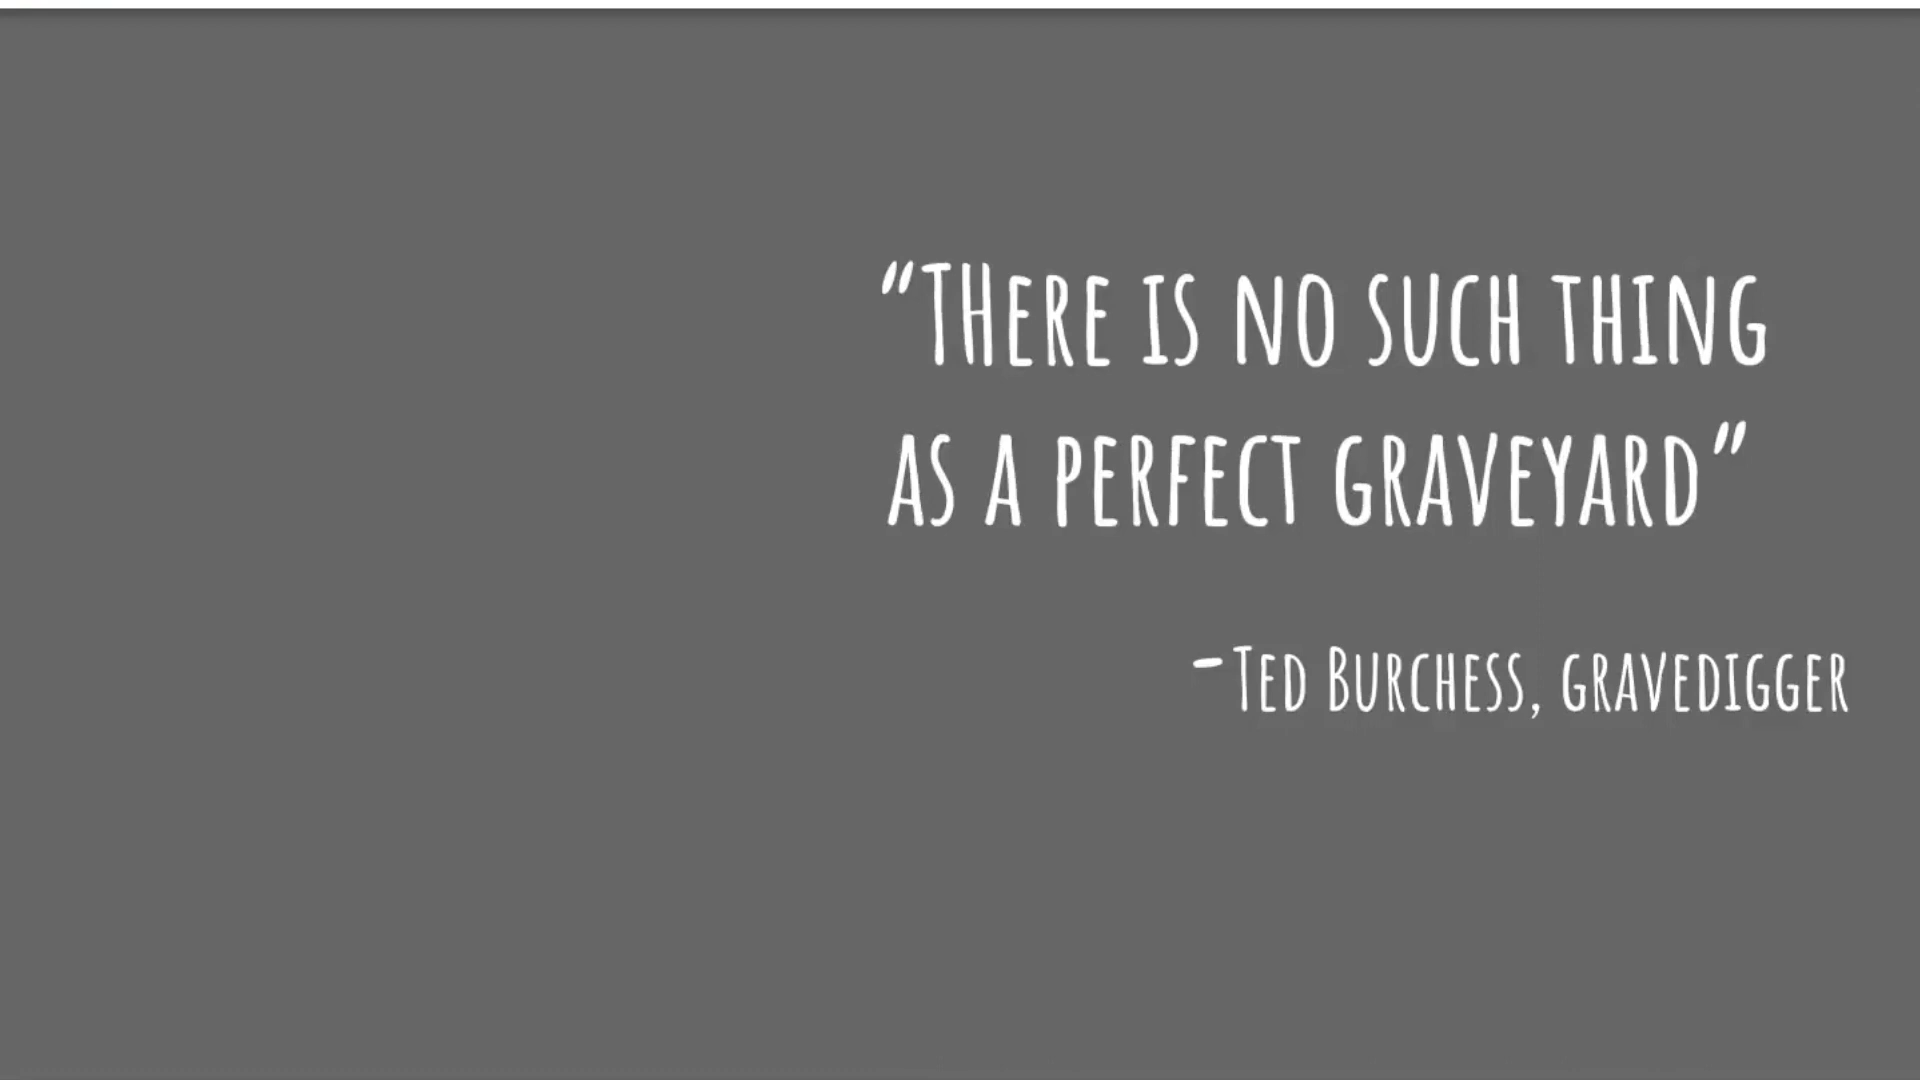 “THERE IS NO SUCH THING
AS A PERFECT GRAVEYARD”
-TED BURCHESS, GRAVEDIGGER